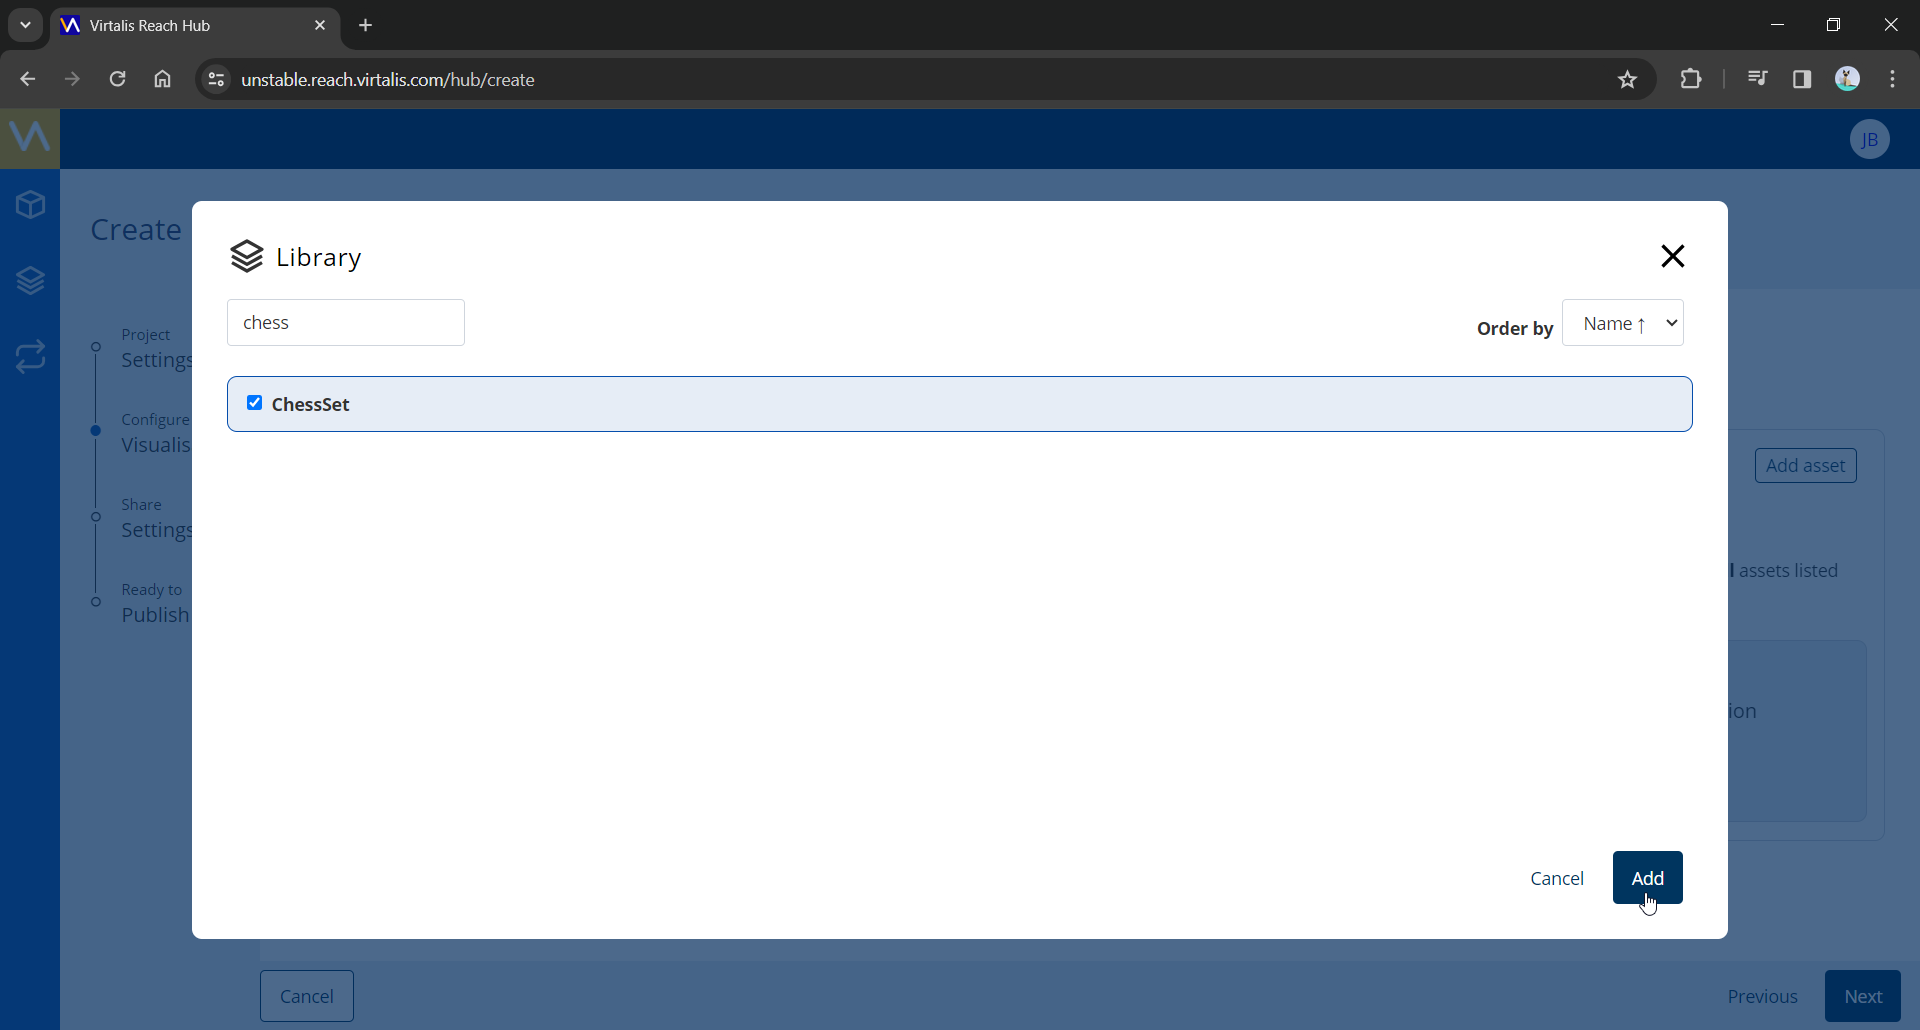 Virtalis Reach Hub
unstable.reach.virtalis.com/hub/create
JB
Create
Library
chess
Order by
Name ↑
Project
Settings
ChessSet
Configure
Visualis
Add asset
Share
Settings
l assets listed
Ready to
Publish
ion
Cancel
Add
Cancel
Previous
Next